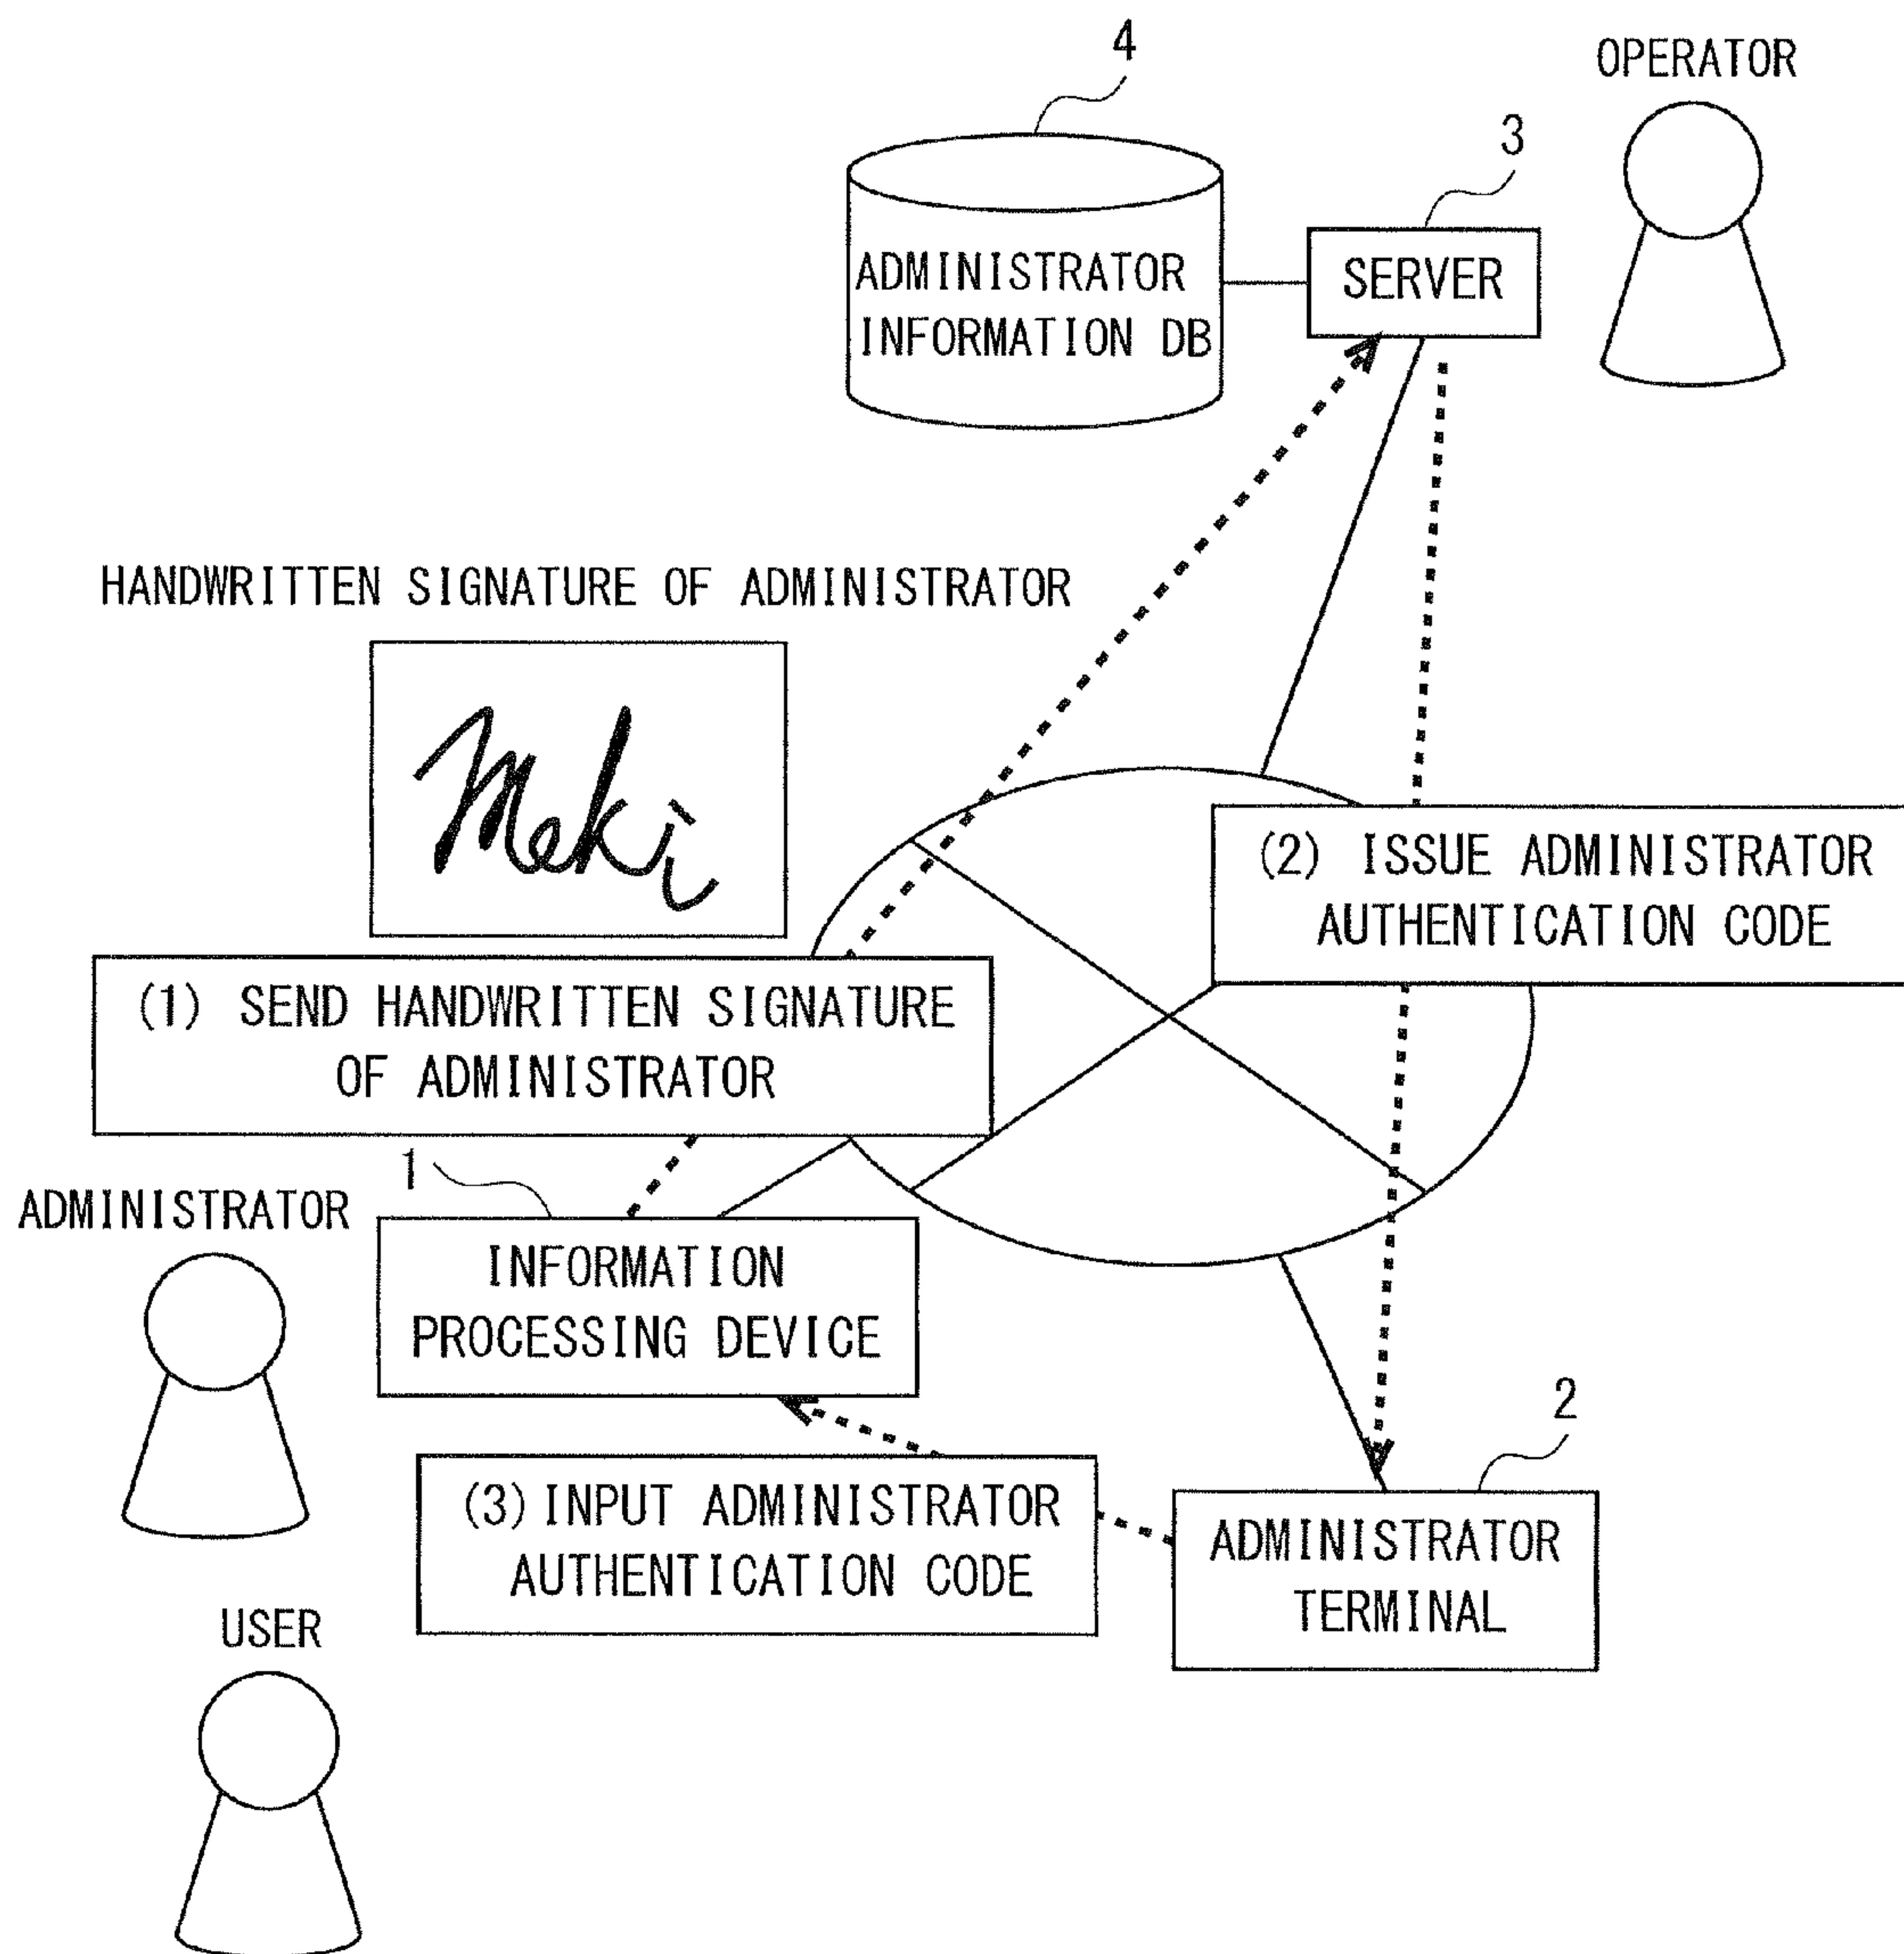 4
OPERATOR
3
ADMINISTRATOR
INFORMATION DB
SERVER
HANDWRITTEN SIGNATURE OF ADMINISTRATOR
Meki
(2) ISSUE ADMINISTRATOR
AUTHENTICATION CODE
(1) SEND HANDWRITTEN SIGNATURE
OF ADMINISTRATOR
1
ADMINISTRATOR
INFORMATION
PROCESSING DEVICE
2
(3) INPUT ADMINISTRATOR
AUTHENTICATION CODE
ADMINISTRATOR
TERMINAL
USER